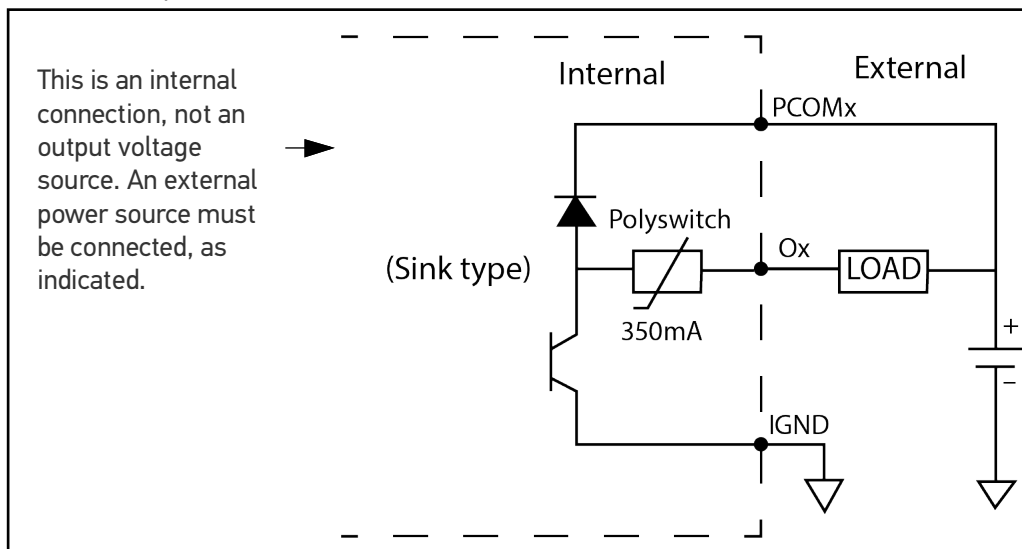 This is an internal
connection, not an
output voltage
source. An external
power source must
be connected, as
indicated.
Internal
External
PCOMx
Polyswitch
(Sink type)
Ox
LOAD
350mA
+
–
IGND